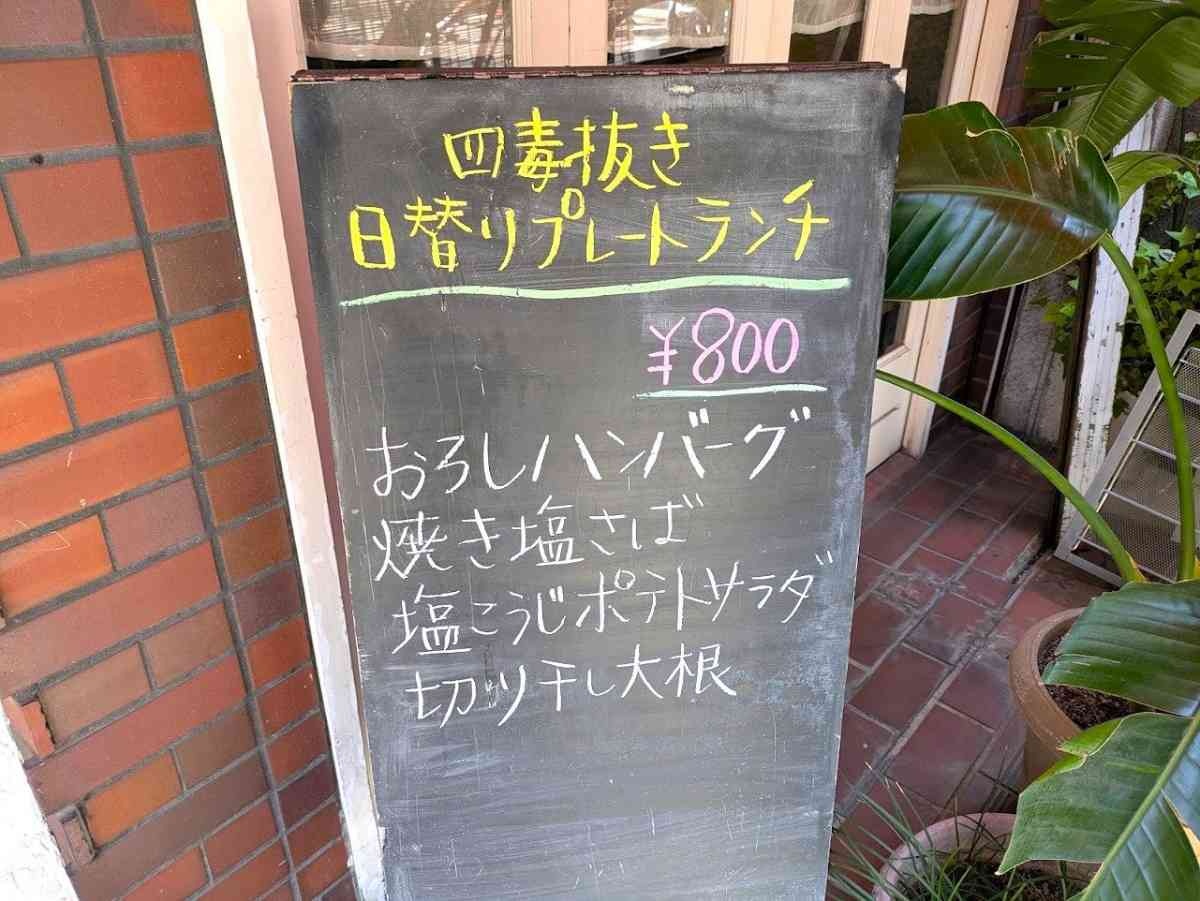 四毒抜き
日替りプレートランチ
¥800
おろしハンバーグ
焼き塩さば
塩こうじポテトサラダ
切り干し大根